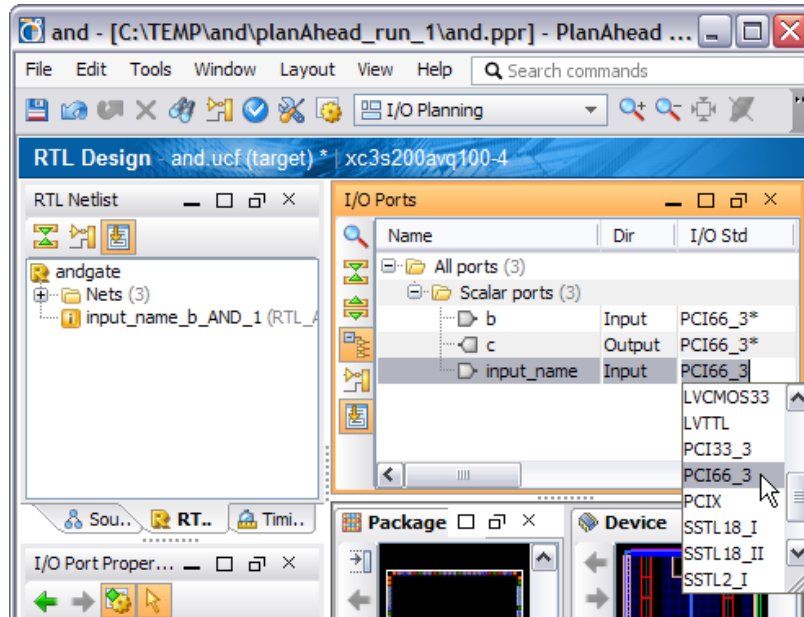 and - [C:\TEMP\and\planAhead_run_1\and.ppr] - PlanAhead ...
File Edit Tools Window Layout View Help Search commands
I/O Planning
RTL Design - and.ucf (target) * | xc3s200avq100-4
RTL Netlist
andgate
Nets (3)
input_name_b_AND_1 (RTL_
Sou.. RT.. Timi..
I/O Port Proper...
I/O Ports
Name Dir I/O Std
All ports (3)
Scalar ports (3)
b Input PCI66_3*
c Output PCI66_3*
input_name Input PCI66_3
LVCMOS33
LVTTL
PCI33_3
PCI66_3
PCIX
SSTL18_I
SSTL18_II
SSTL2_I
Package
Device